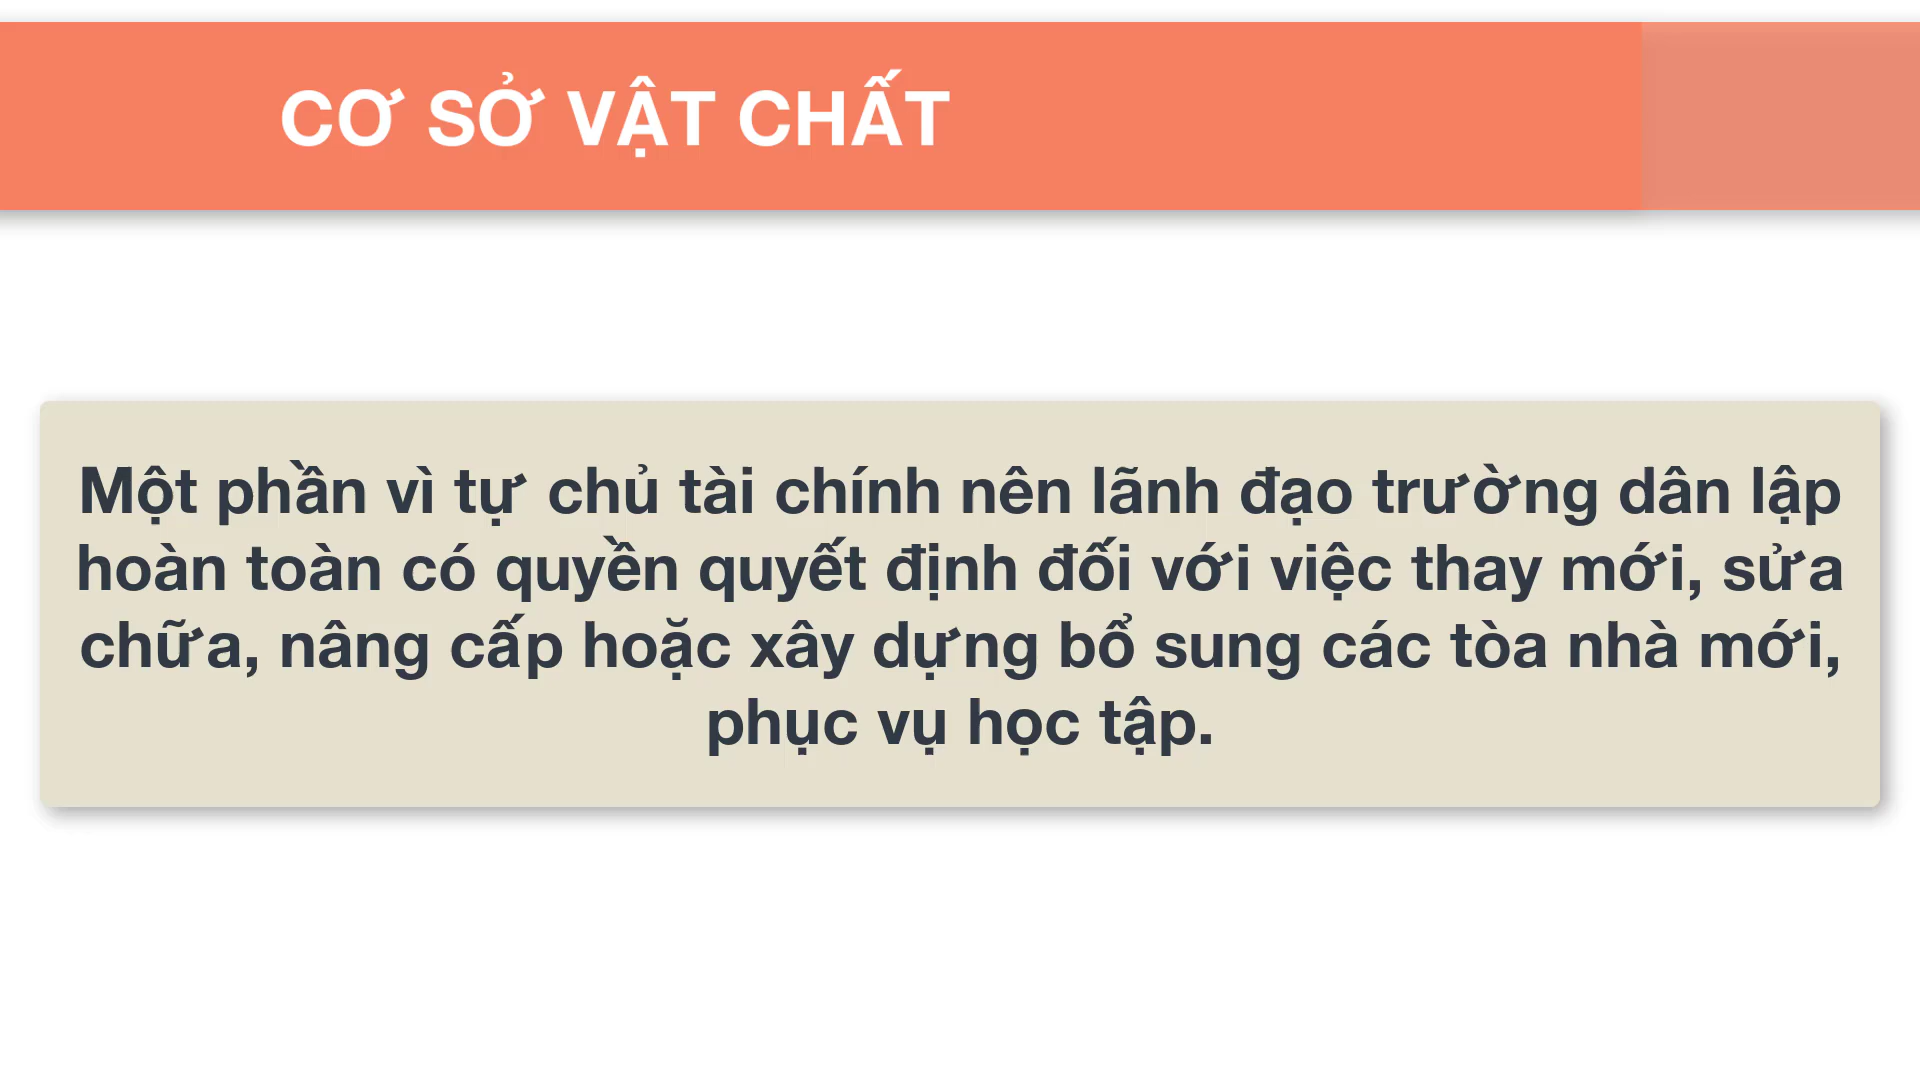 CƠ SỞ VẬT CHẤT
Một phần vì tự chủ tài chính nên lãnh đạo trường dân lập
hoàn toàn có quyền quyết định đối với việc thay mới, sửa
chữa, nâng cấp hoặc xây dựng bổ sung các tòa nhà mới,
phục vụ học tập.